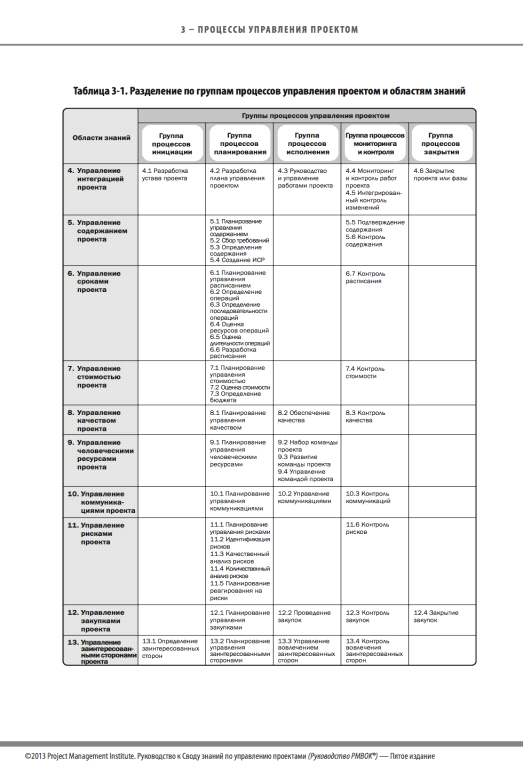 3 – ПРОЦЕССЫ УПРАВЛЕНИЯ ПРОЕКТОМ
Таблица 3-1. Разделение по группам процессов управления проектом и областям знаний
Области знаний
Группы процессов управления проектом
Группа
процессов
инициации
Группа
процессов
планирования
Группа
процессов
исполнения
Группа процессов
мониторинга
и контроля
Группа
процессов
закрытия
4. Управление
интеграцией
проекта
4.1 Разработка
устава проекта
4.2 Разработка
плана управления
проектом
4.3 Руководство
и управление
работами проекта
4.4 Мониторинг
и контроль работ
проекта
4.5 Интегрирован-
ный контроль
изменений
4.6 Закрытие
проекта или фазы
5. Управление
содержанием
проекта
5.1 Планирование
управления
содержанием
5.2 Сбор требований
5.3 Определение
содержания
5.4 Создание ИСР
5.5 Подтверждение
содержания
5.6 Контроль
содержания
6. Управление
сроками
проекта
6.1 Планирование
управления
расписанием
6.2 Определение
операций
6.3 Определение
последовательности
операций
6.4 Оценка
ресурсов операций
6.5 Оценка
длительности операций
6.6 Разработка
расписания
6.7 Контроль
расписания
7. Управление
стоимостью
проекта
7.1 Планирование
управления
стоимостью
7.2 Оценка стоимости
7.3 Определение
бюджета
7.4 Контроль
стоимости
8. Управление
качеством
проекта
8.1 Планирование
управления
качеством
8.2 Обеспечение
качества
8.3 Контроль
качества
9. Управление
человеческими
ресурсами
проекта
9.1 Планирование
управления
человеческими
ресурсами
9.2 Набор команды
проекта
9.3 Развитие
команды проекта
9.4 Управление
командой проекта
10. Управление
коммуника-
циями проекта
10.1 Планирование
управления
коммуникациями
10.2 Управление
коммуникациями
10.3 Контроль
коммуникаций
11. Управление
рисками
проекта
11.1 Планирование
управления рисками
11.2 Идентификация
рисков
11.3 Качественный
анализ рисков
11.4 Количественный
анализ рисков
11.5 Планирование
реагирования на
риски
11.6 Контроль
рисков
12. Управление
закупками
проекта
12.1 Планирование
управления
закупками
12.2 Проведение
закупок
12.3 Контроль
закупок
12.4 Закрытие
закупок
13. Управление
заинтересован-
ными сторонами
проекта
13.1 Определение
заинтересованных
сторон
13.2 Планирование
управления
заинтересованными
сторонами
13.3 Управление
вовлечением
заинтересованных
сторон
13.4 Контроль
вовлечения
заинтересованных
сторон
©2013 Project Management Institute. Руководство к Своду знаний по управлению проектами (Руководство PMBOK®) — Пятое издание